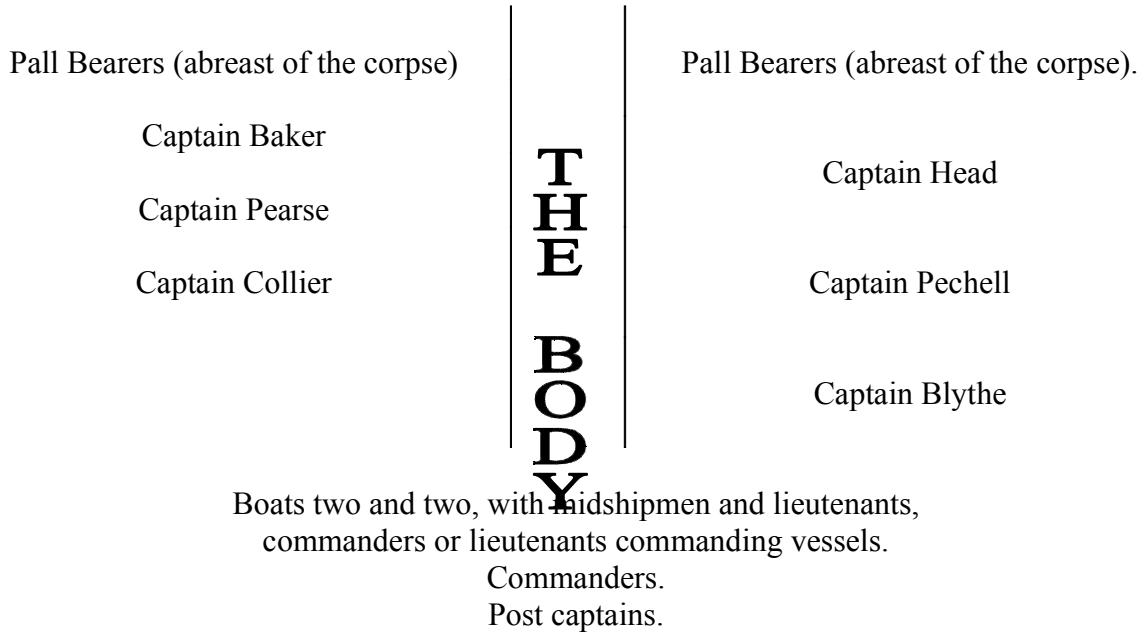 Pall Bearers (abreast of the corpse)
Captain Baker
Captain Pearse
Captain Collier
THE BODY
Pall Bearers (abreast of the corpse).
Captain Head
Captain Pechell
Captain Blythe
Boats two and two, with midshipmen and lieutenants,
commanders or lieutenants commanding vessels.
Commanders.
Post captains.